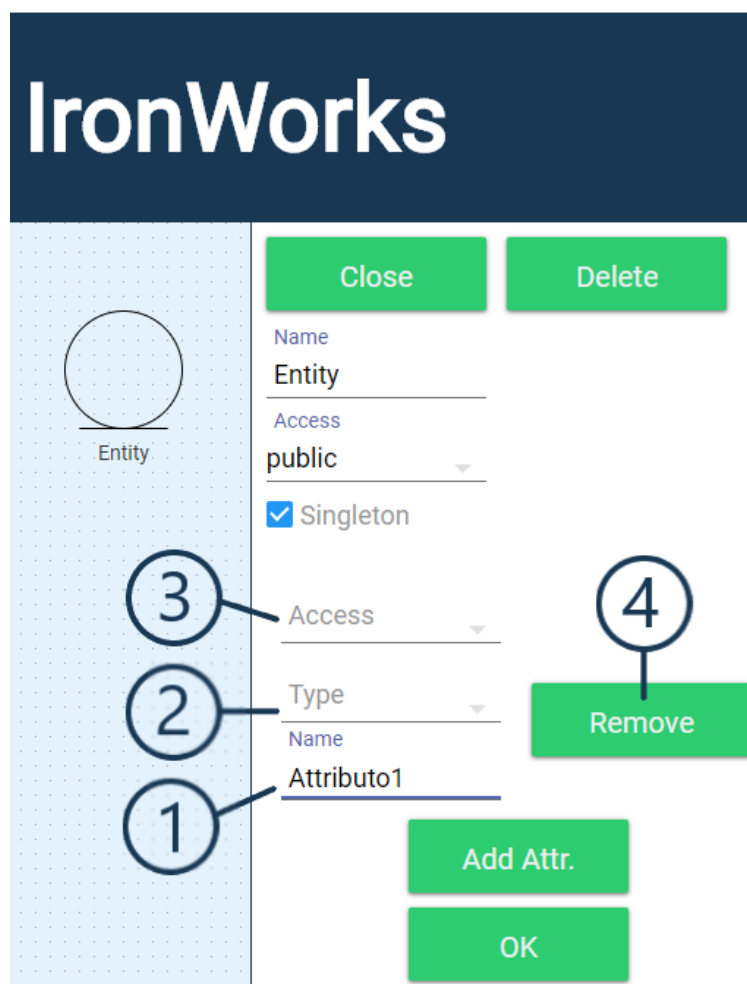 IronWorks
Close Delete
Name
Entity
Access
public
Entity
Singleton
3
Access
4
2
Type
Remove
Name
Attributo1
1
Add Attr.
OK